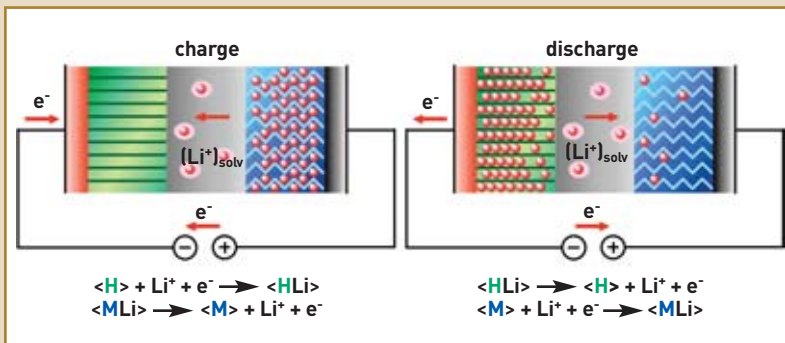 charge
e-
(Li+)solv
e-
− +
<H> + Li+ + e- → <HLi>
<MLi> → <M> + Li+ + e-
discharge
e-
(Li+)solv
e-
− +
<HLi> → <H> + Li+ + e-
<M> + Li+ + e- → <MLi>